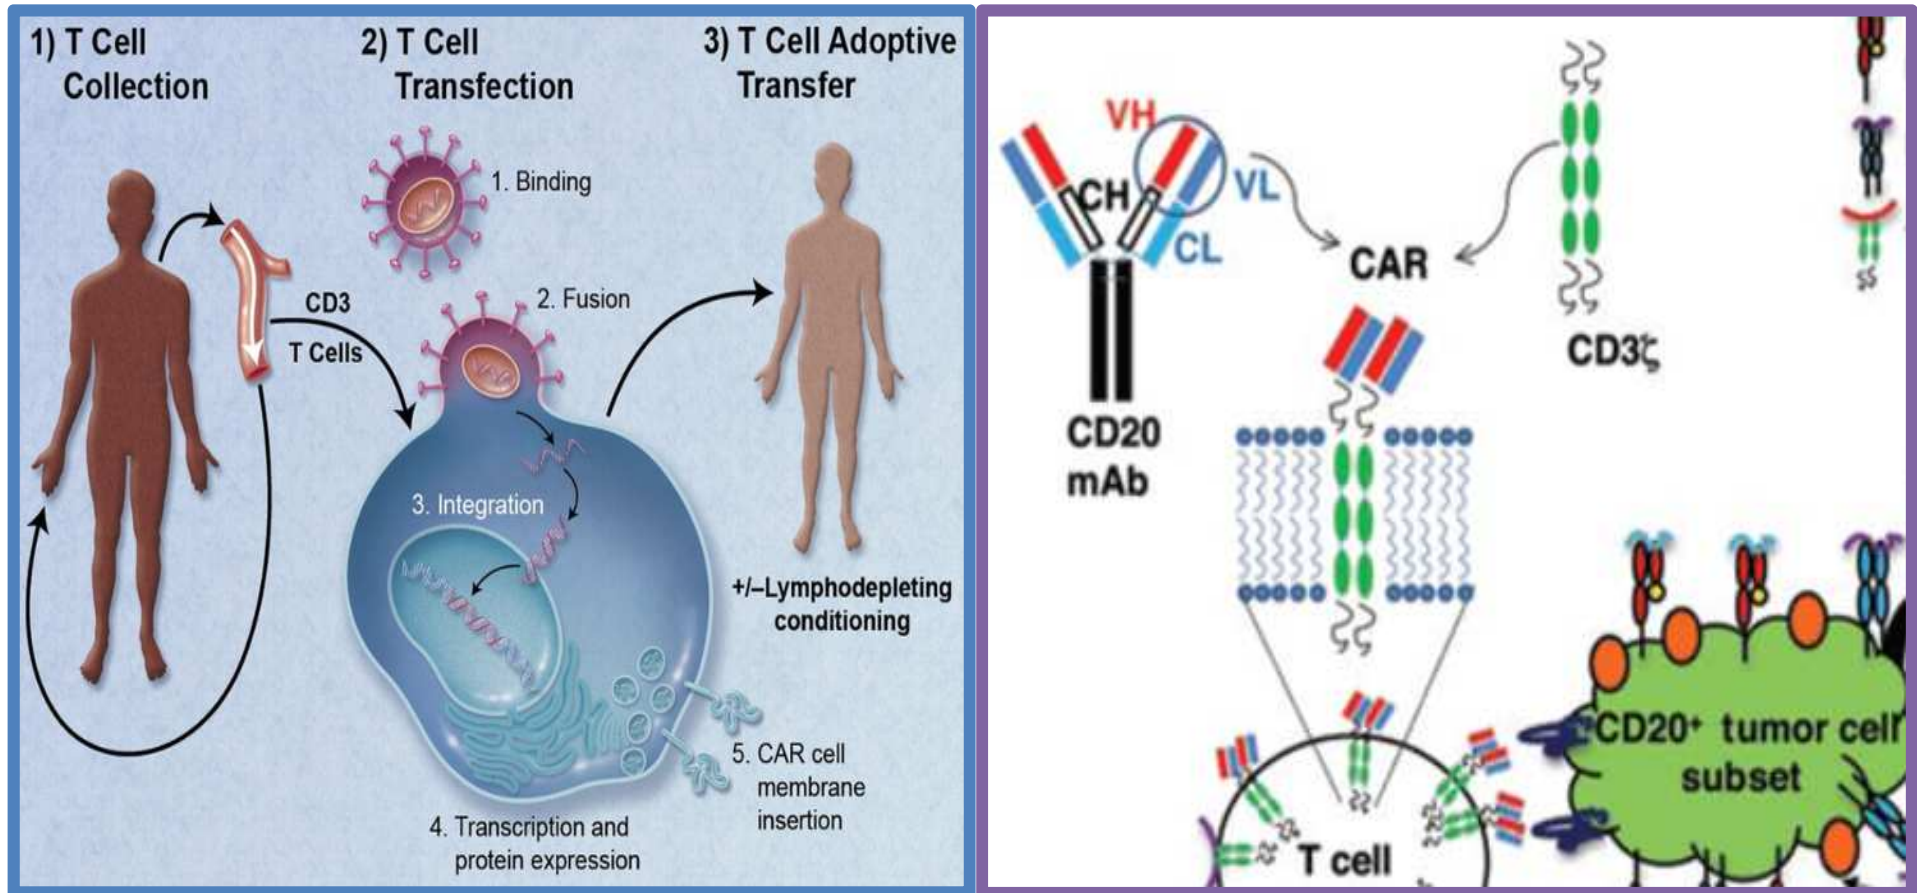 1) T Cell
Collection
2) T Cell
Transfection
3) T Cell Adoptive
Transfer
1. Binding
2. Fusion
CD3
T Cells
3. Integration
+/–Lymphodepleting
conditioning
5. CAR cell
membrane
insertion
4. Transcription and
protein expression
VH
CH
VL
CL
CAR
CD3ζ
CD20
mAb
CD20+ tumor cell
subset
T cell